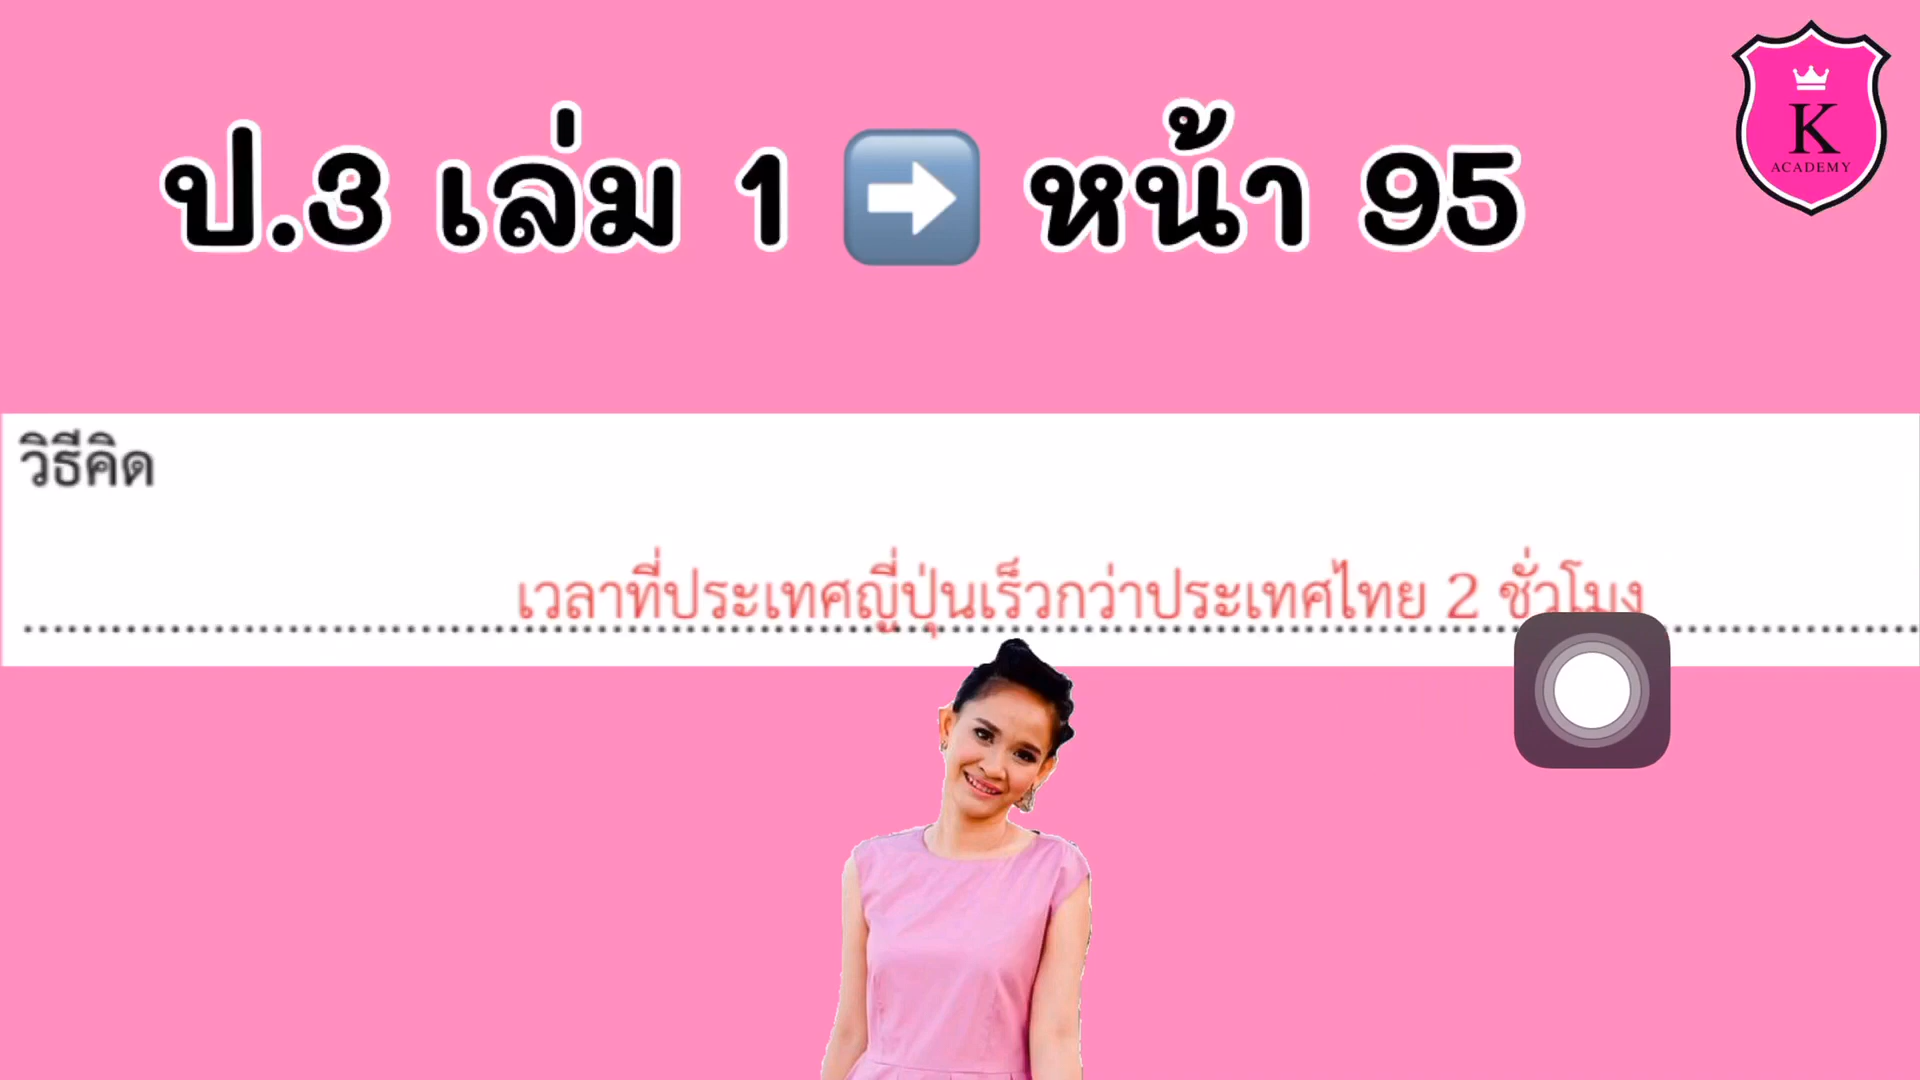 ป.3 เล่ม 1 ➡ หน้า 95
K
ACADEMY
วิธีคิด
เวลาที่ประเทศญี่ปุ่นเร็วกว่าประเทศไทย 2 ชั่วโมง